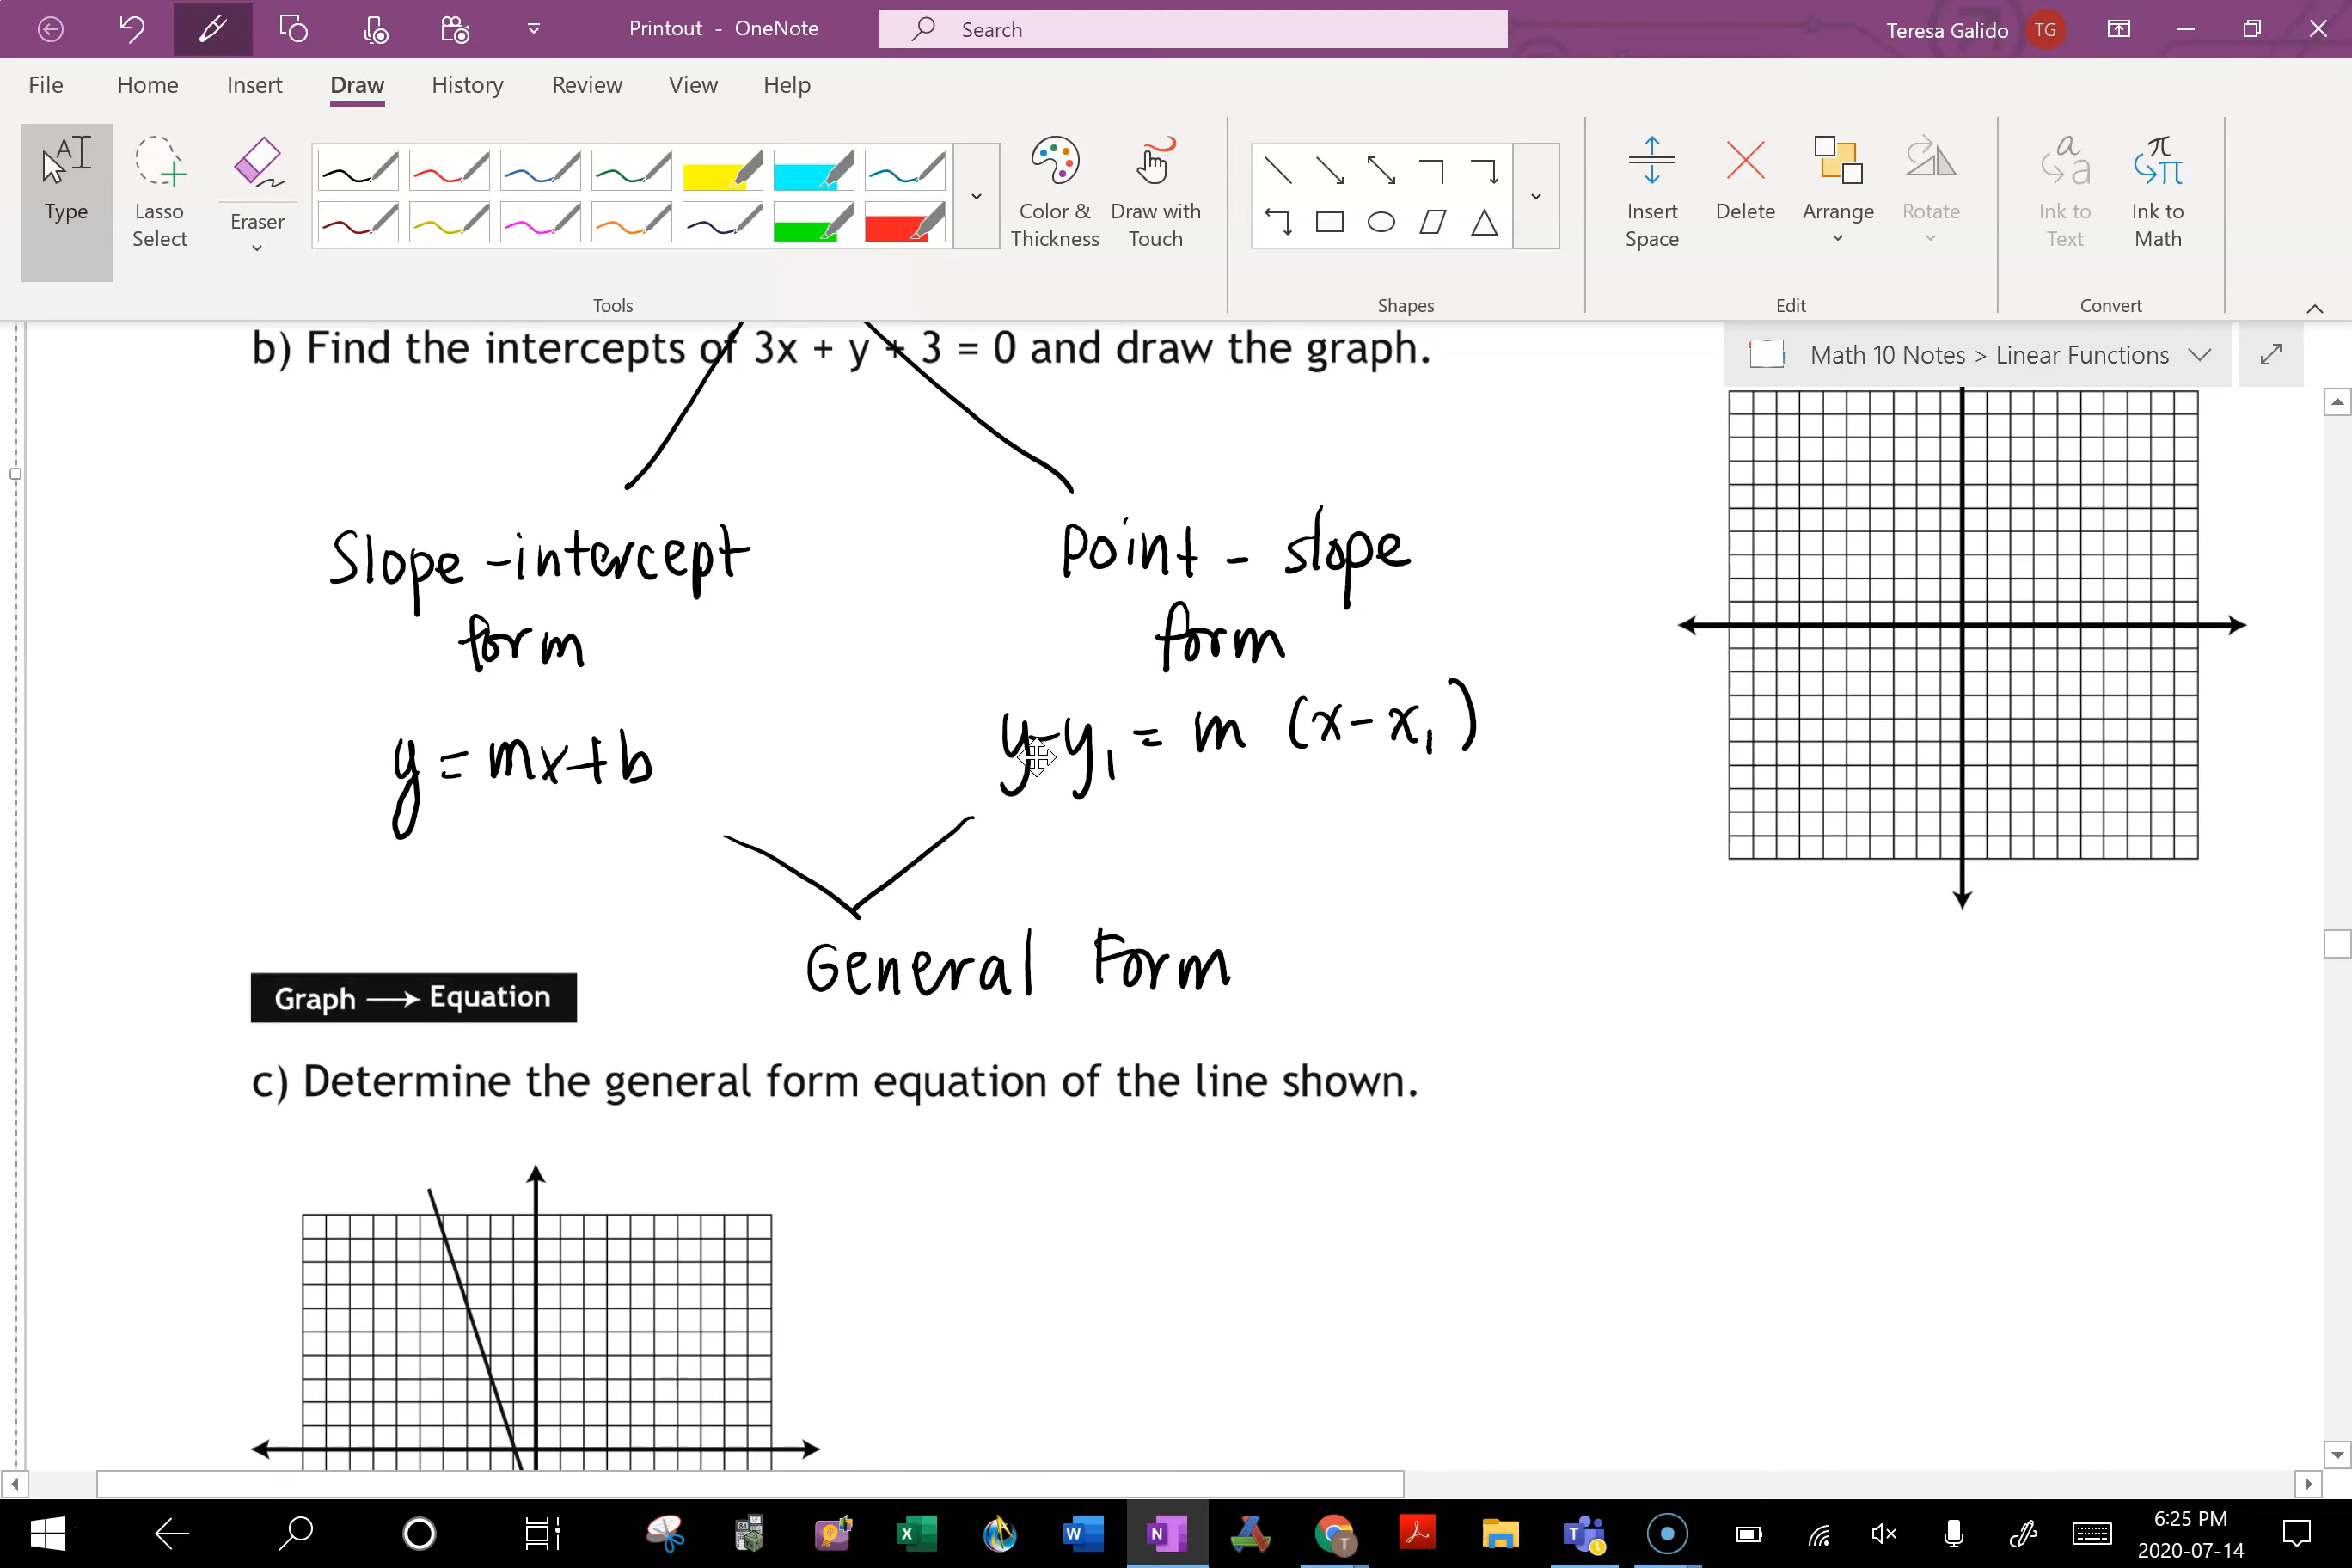 Printout - OneNote
Search
Teresa Galido
TG
File Home Insert Draw History Review View Help
Type
Lasso Select
Eraser
Color & Thickness
Draw with Touch
Insert Space
Delete
Arrange
Rotate
Ink to Text
Ink to Math
Tools
Shapes
Edit
Convert
b) Find the intercepts of 3x + y + 3 = 0 and draw the graph.
Math 10 Notes > Linear Functions
Slope-intercept
form
y = mx+b
Point - slope
form
y-y₁ = m (x-x₁)
General Form
Graph → Equation
c) Determine the general form equation of the line shown.
6:25 PM
2020-07-14